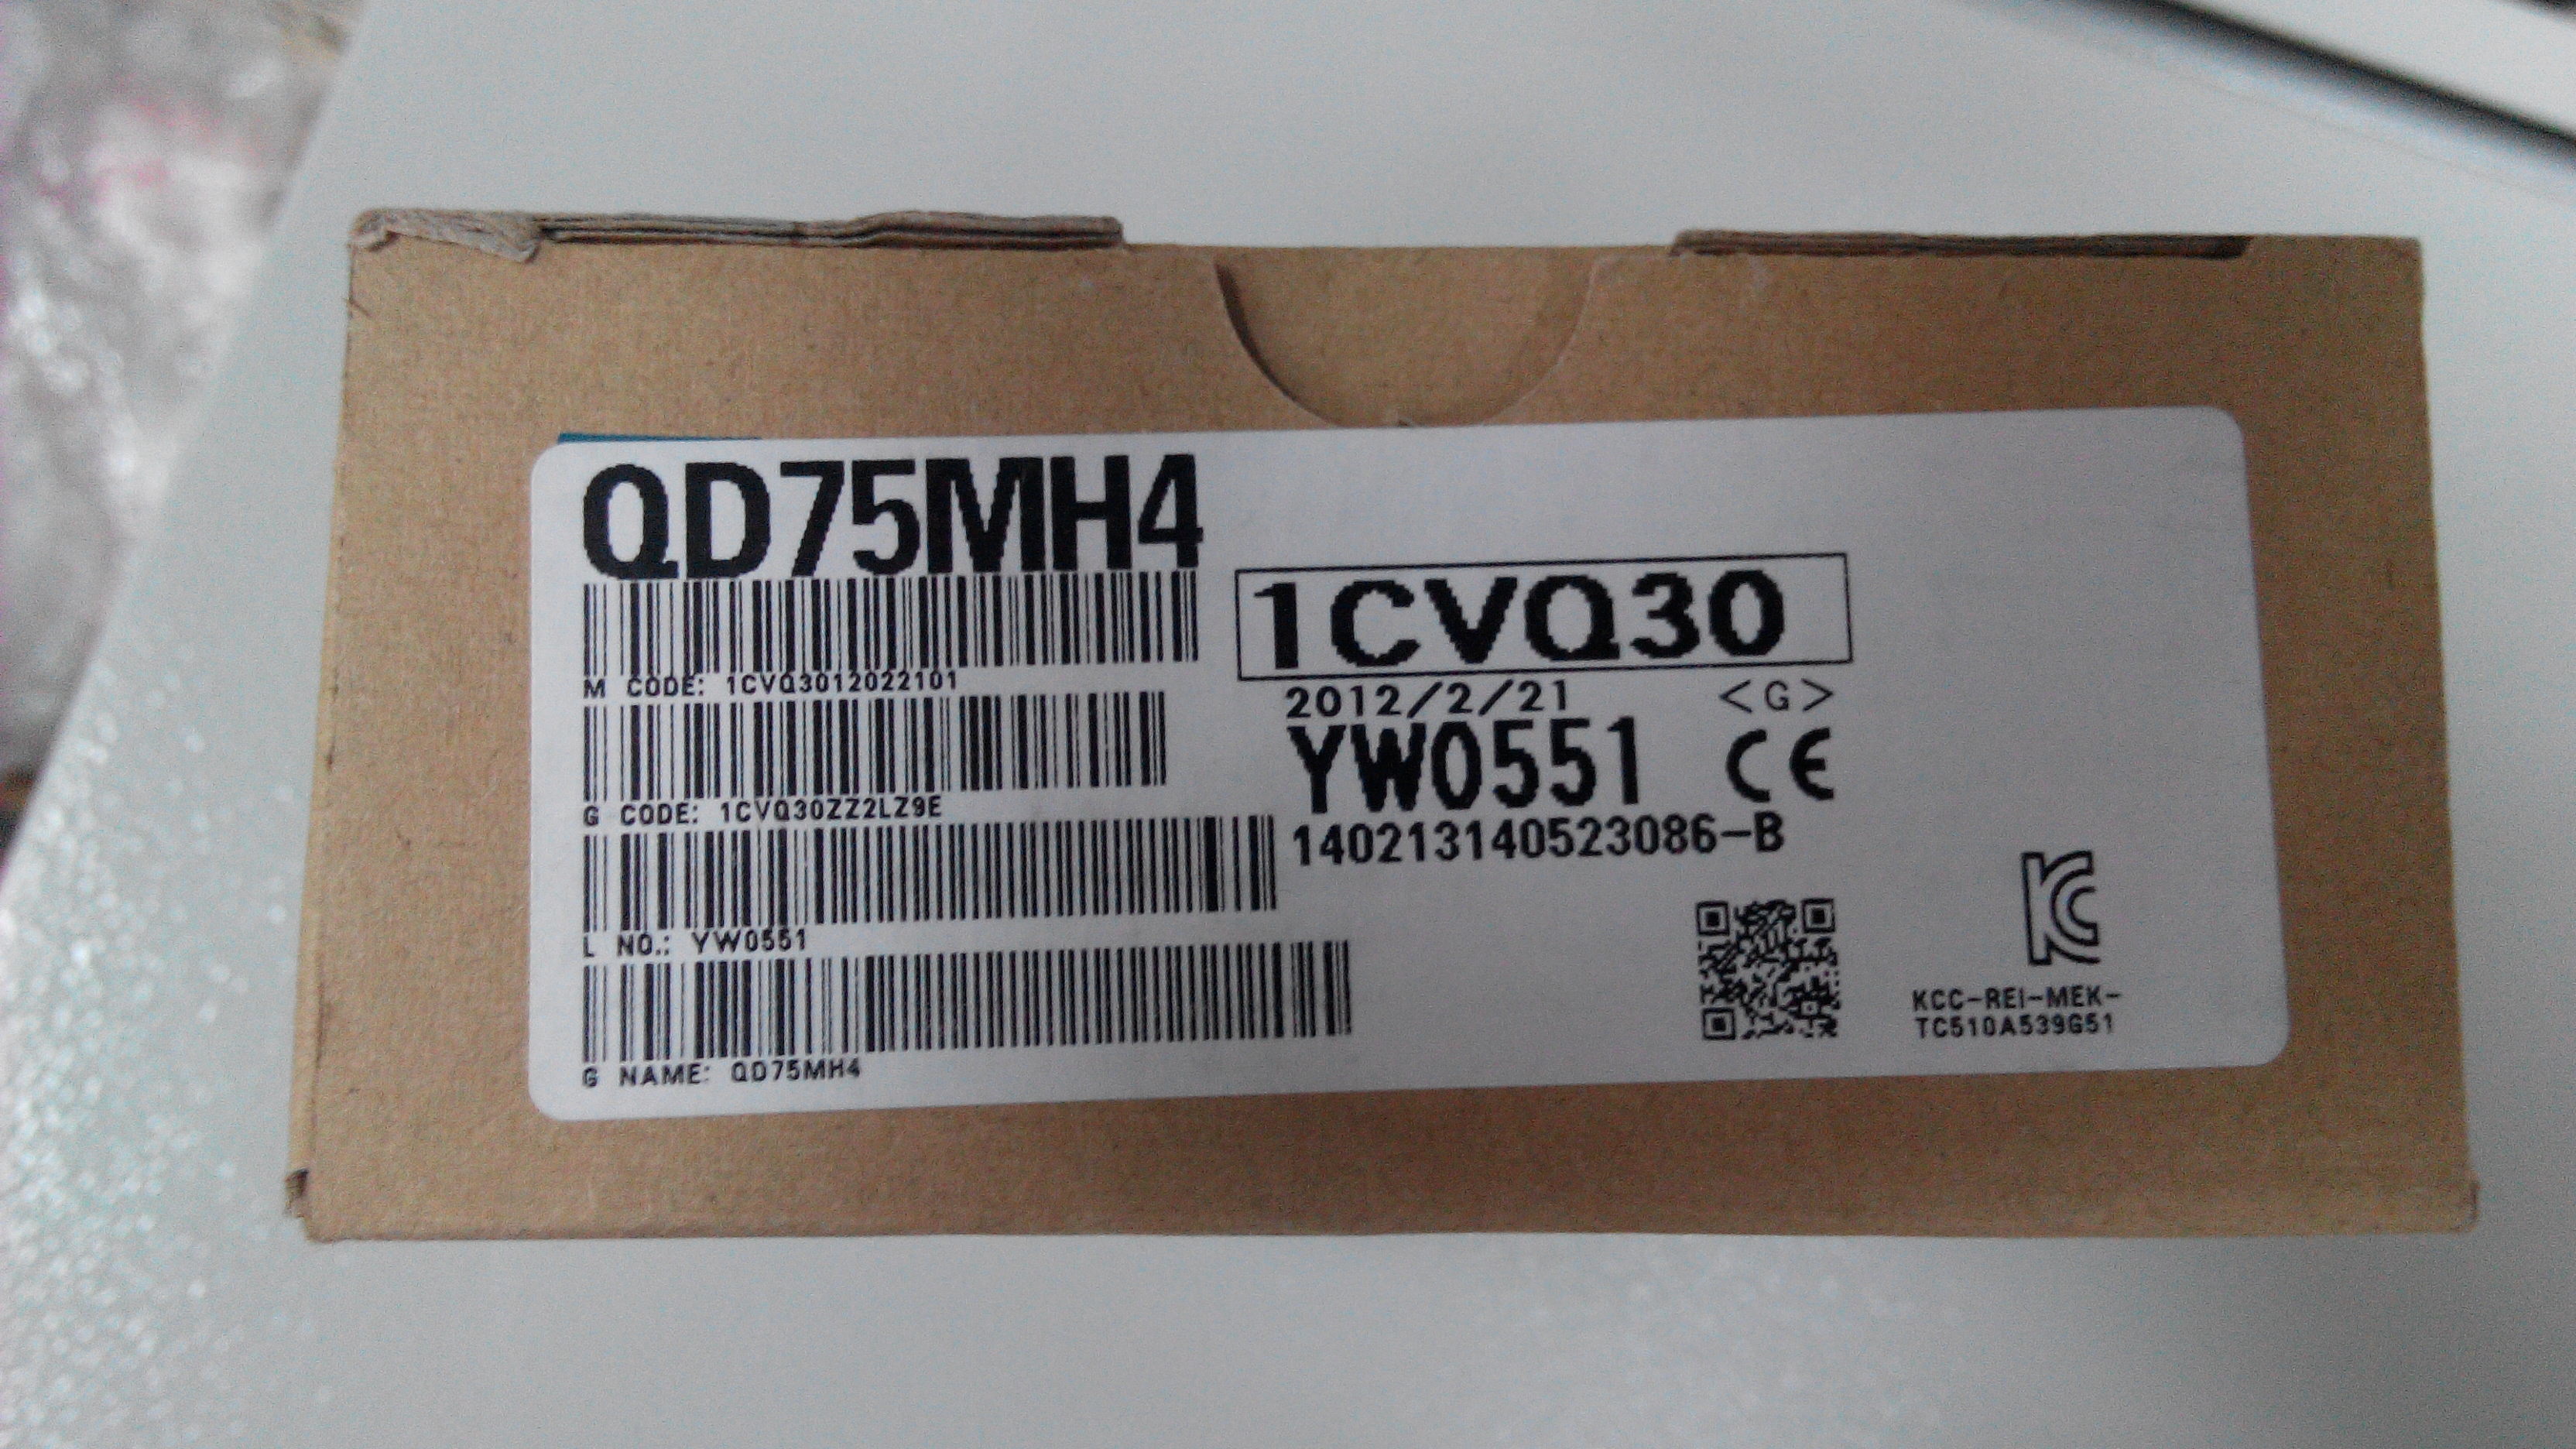 QD75MH4
M CODE: 1CVQ3012022101
G CODE: 1CVQ30ZZ2LZ9E
L NO.: YW0551
G NAME: QD75MH4
1CVQ30
2012/2/21 <G>
YW0551 CE
140213140523086-B
KC
KCC-REI-MEK-
TC510A539G51